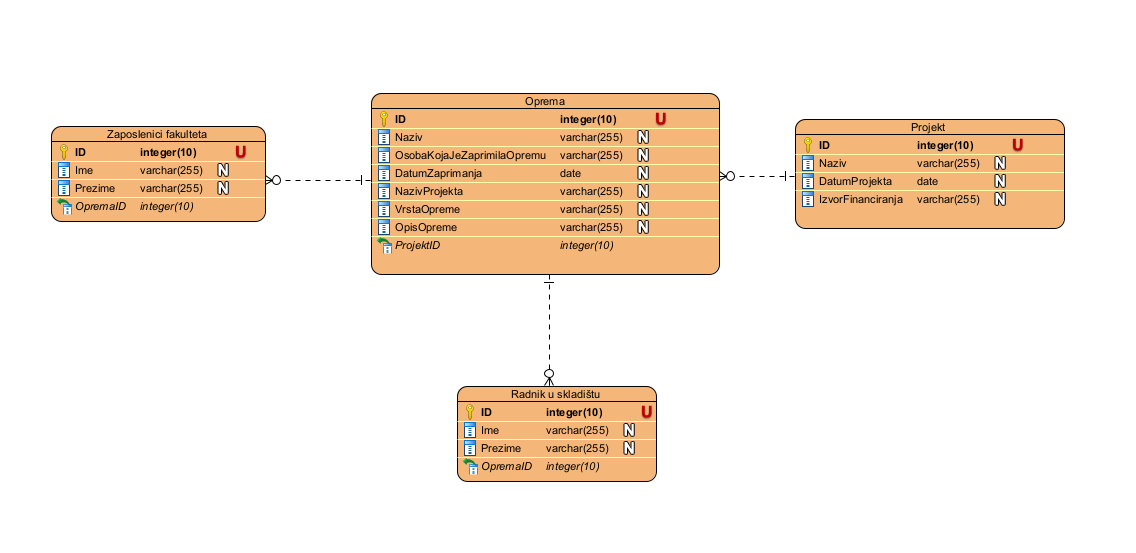 Zaposlenici fakulteta
ID integer(10) U
Ime varchar(255) N
Prezime varchar(255) N
OpremaID integer(10)
Oprema
ID integer(10) U
Naziv varchar(255) N
OsobaKojaJeZaprimilaOpremu varchar(255) N
DatumZaprimanja date N
NazivProjekta varchar(255) N
VrstaOpreme varchar(255) N
OpisOpreme varchar(255) N
ProjektID integer(10)
Projekt
ID integer(10) U
Naziv varchar(255) N
DatumProjekta date N
IzvorFinanciranja varchar(255) N
Radnik u skladištu
ID integer(10) U
Ime varchar(255) N
Prezime varchar(255) N
OpremaID integer(10)